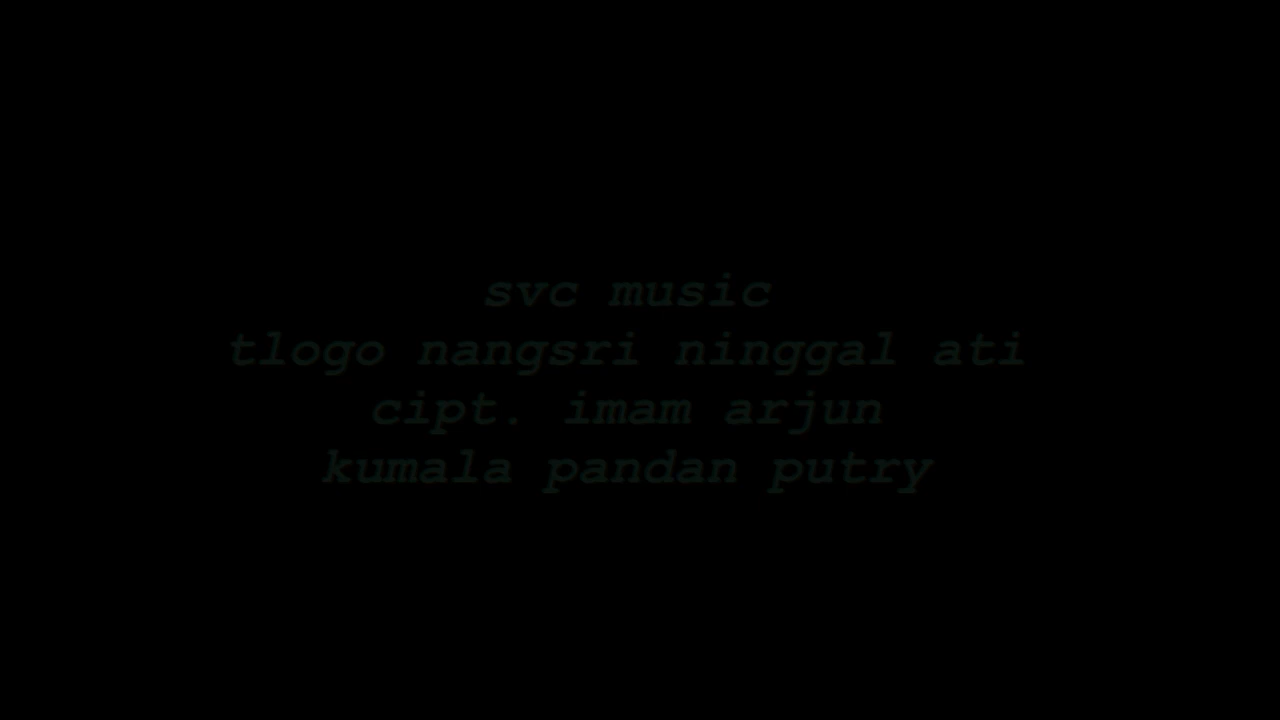 svc music
tlogo nangsri ninggal ati
cipt. imam arjun
kumala pandan putry